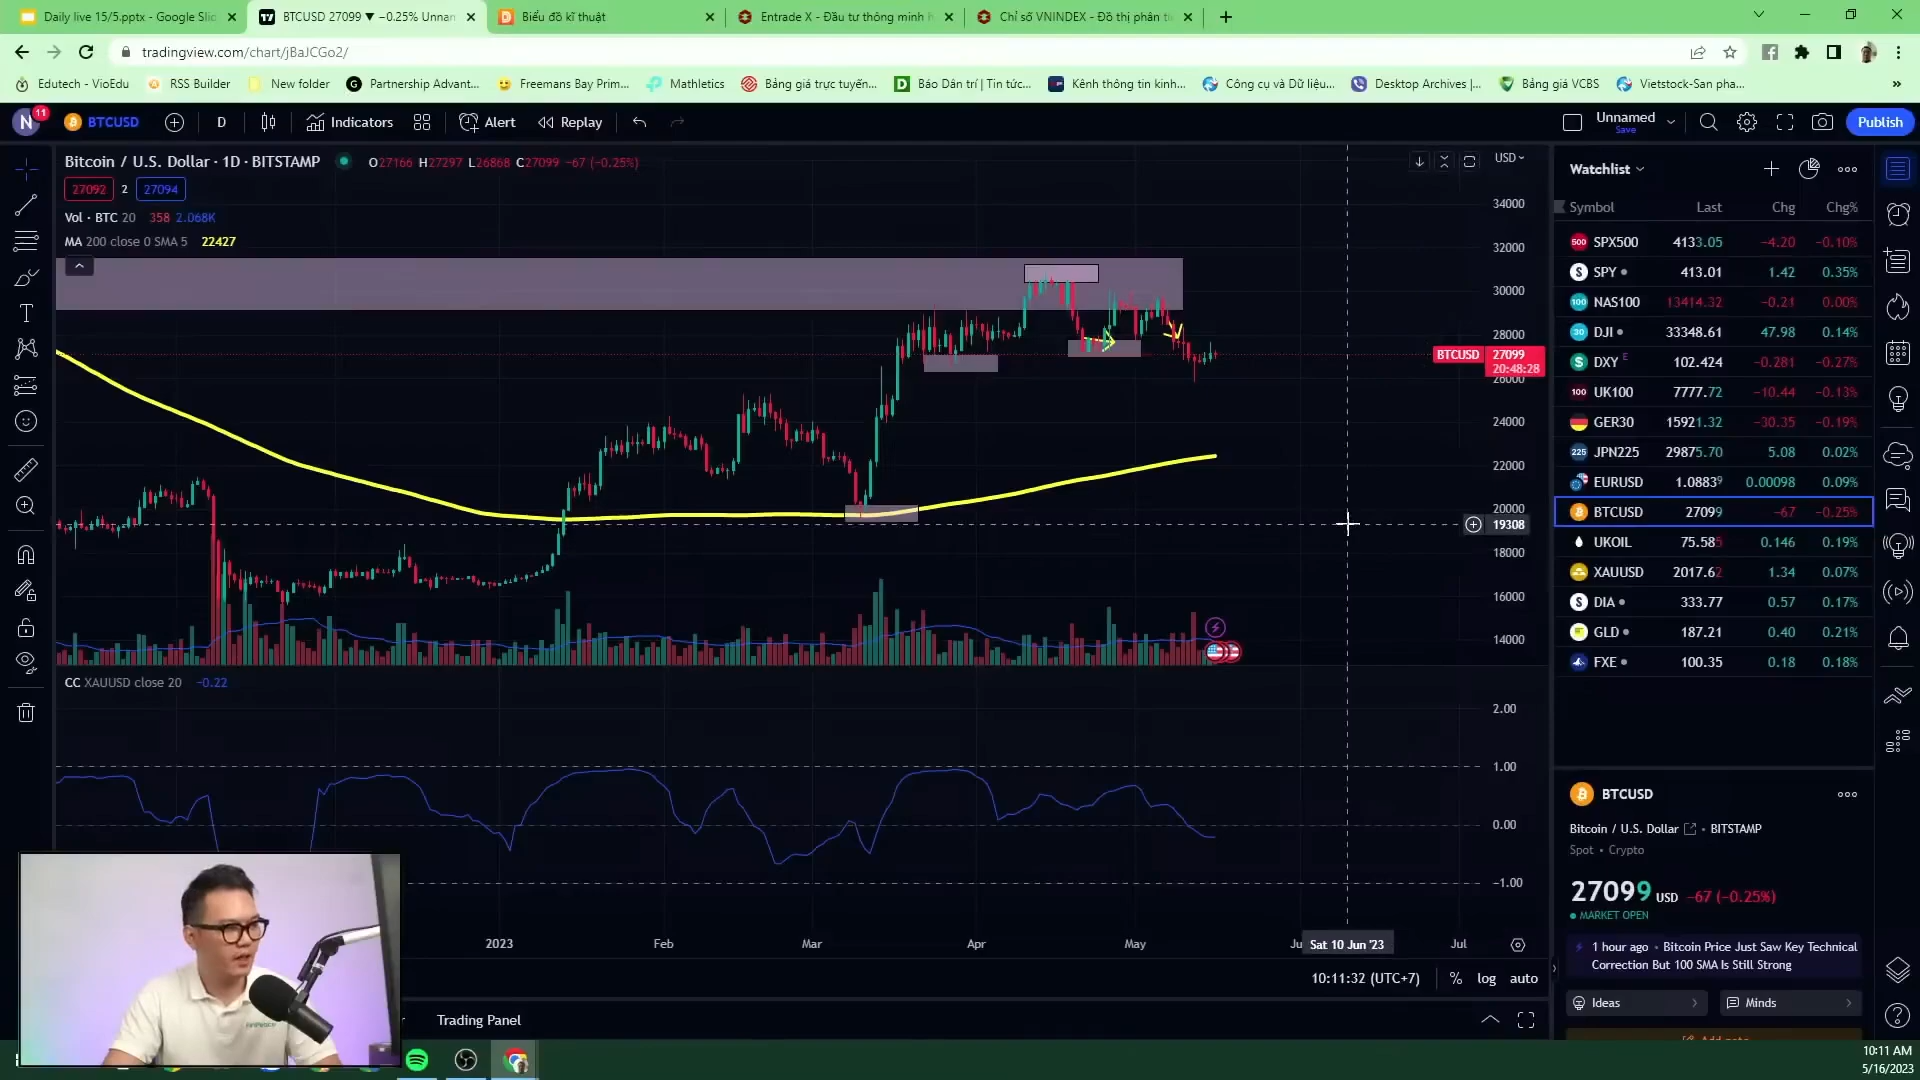 Daily live 15/5.pptx - Google Slid
BTCUSD 27099 ▼ −0.25% Unnan
Biểu đồ kĩ thuật
Entrade X - Đầu tư thông minh h
Chỉ số VNINDEX - Đồ thị phân tí
tradingview.com/chart/jBaJCGo2/
Edutech - VioEdu
RSS Builder
New folder
Partnership Advant...
Freemans Bay Prim...
Mathletics
Bảng giá trực tuyến...
Báo Dân trí | Tin tức...
Kênh thông tin kinh...
Công cụ và Dữ liệu...
Desktop Archives |...
Bảng giá VCBS
Vietstock-San pha...
»
N 11
BTCUSD
D
Indicators
Alert
Replay
Unnamed
Save
Publish
Bitcoin / U.S. Dollar · 1D · BITSTAMP
O27166 H27297 L26868 C27099 −67 (−0.25%)
27092 2 27094
Vol · BTC 20 358 2.068K
MA 200 close 0 SMA 5 22427
USD
34000
32000
30000
28000
BTCUSD 27099
20:48:28
26000
24000
22000
20000
19308
18000
16000
14000
CC XAUUSD close 20 −0.22
2.00
1.00
0.00
−1.00
2023
Feb
Mar
Apr
May
Ju
Sat 10 Jun '23
Jul
10:11:32 (UTC+7)
%
log
auto
Trading Panel
Watchlist
Symbol Last Chg Chg%
SPX500 4133.05 −4.20 −0.10%
SPY 413.01 1.42 0.35%
NAS100 13414.32 −0.21 0.00%
DJI 33348.61 47.98 0.14%
DXY E 102.424 −0.281 −0.27%
UK100 7777.72 −10.44 −0.13%
GER30 15921.32 −30.35 −0.19%
JPN225 29875.70 5.08 0.02%
EURUSD 1.08839 0.00098 0.09%
BTCUSD 27099 −67 −0.25%
UKOIL 75.585 0.146 0.19%
XAUUSD 2017.62 1.34 0.07%
DIA 333.77 0.57 0.17%
GLD 187.21 0.40 0.21%
FXE 100.35 0.18 0.18%
BTCUSD
Bitcoin / U.S. Dollar • BITSTAMP
Spot • Crypto
27099 USD −67 (−0.25%)
MARKET OPEN
1 hour ago • Bitcoin Price Just Saw Key Technical
Correction But 100 SMA Is Still Strong
Ideas
Minds
Add note
10:11 AM
5/16/2023